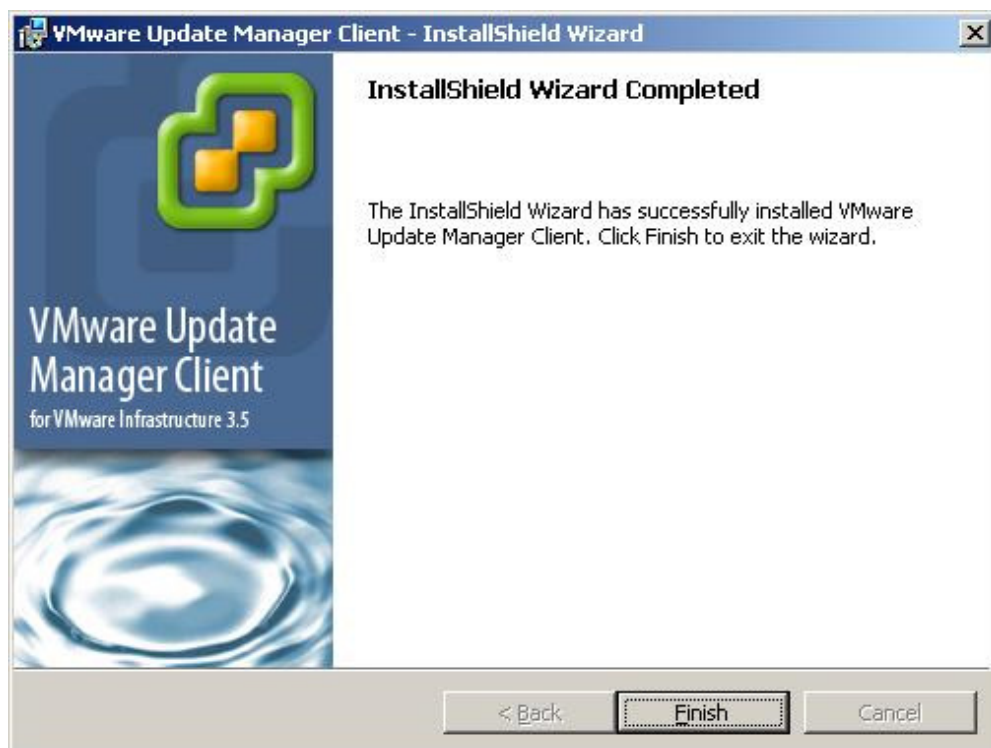 VMware Update Manager Client - InstallShield Wizard
InstallShield Wizard Completed
The InstallShield Wizard has successfully installed VMware
Update Manager Client. Click Finish to exit the wizard.
VMware Update
Manager Client
for VMware Infrastructure 3.5
< Back
Finish
Cancel